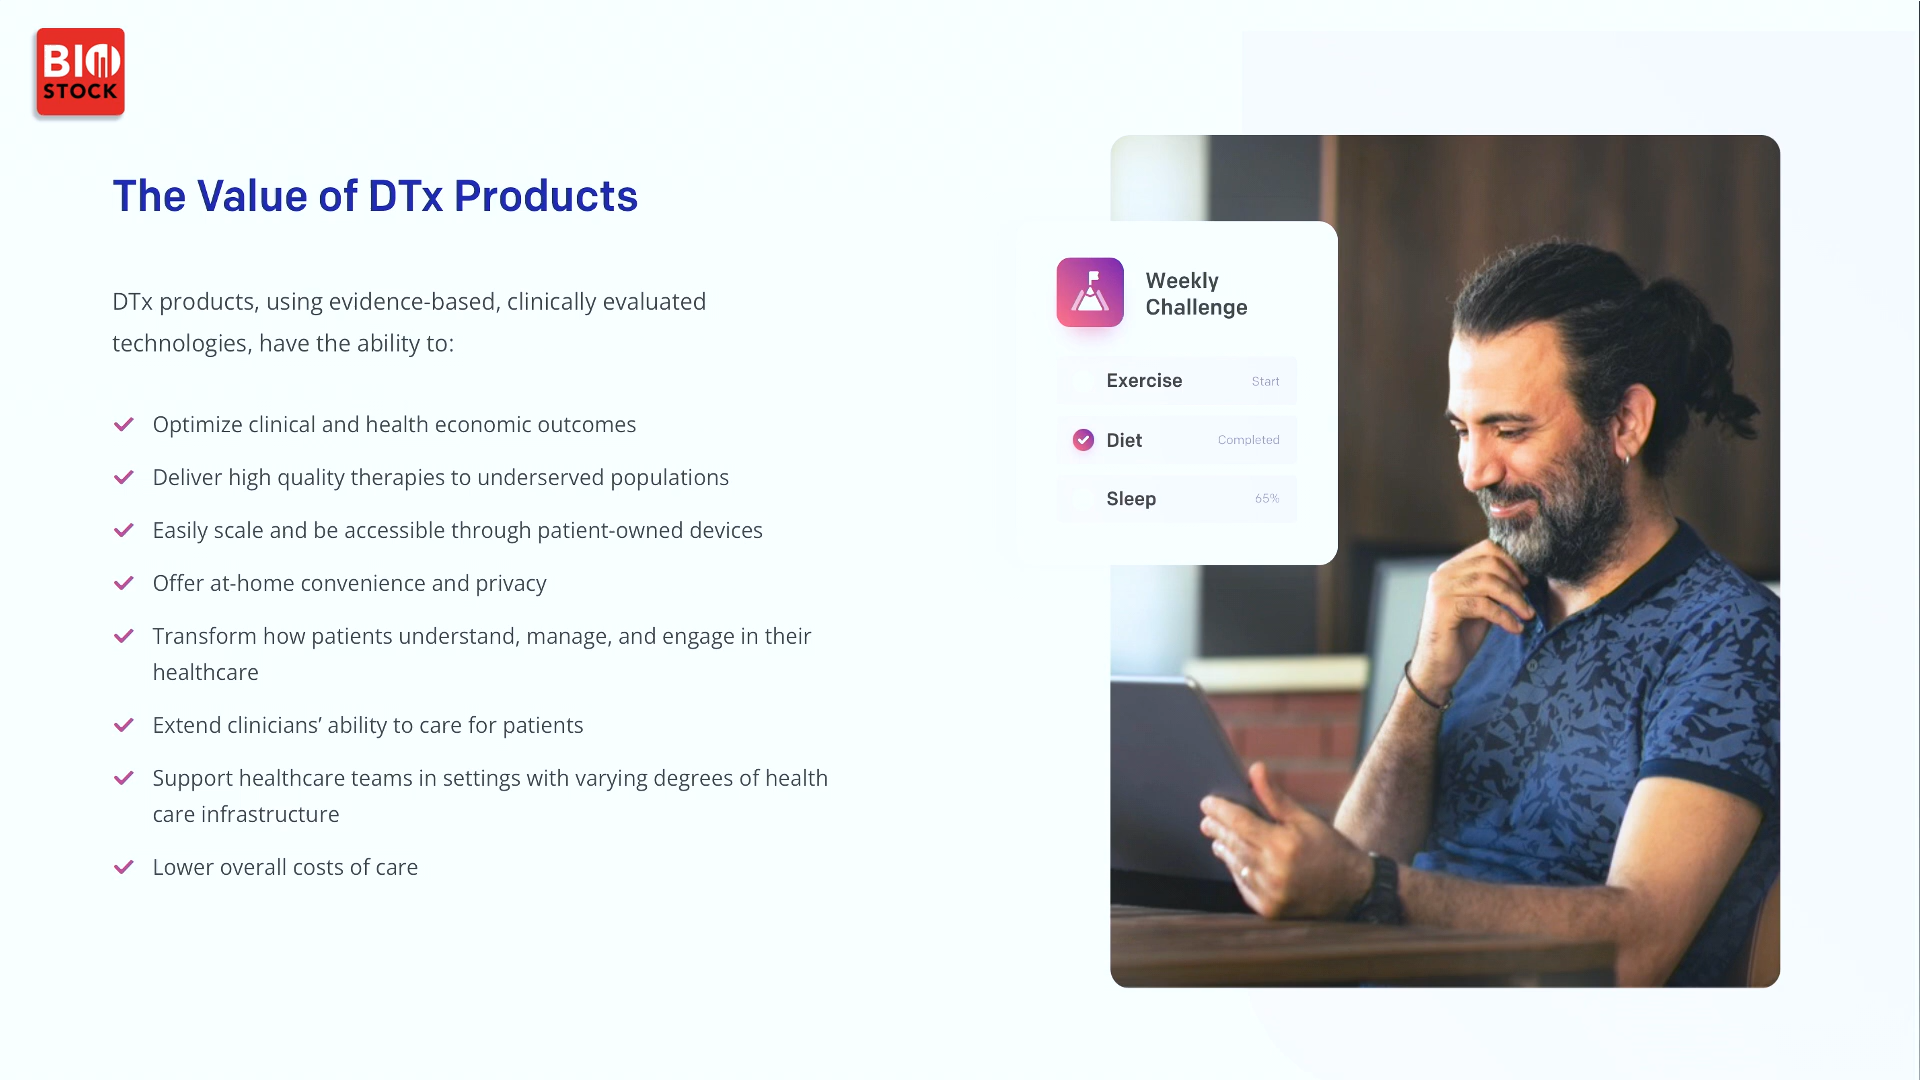 BIO
STOCK
The Value of DTx Products
DTx products, using evidence-based, clinically evaluated
technologies, have the ability to:
Optimize clinical and health economic outcomes
Deliver high quality therapies to underserved populations
Easily scale and be accessible through patient-owned devices
Offer at-home convenience and privacy
Transform how patients understand, manage, and engage in their
healthcare
Extend clinicians’ ability to care for patients
Support healthcare teams in settings with varying degrees of health
care infrastructure
Lower overall costs of care
Weekly
Challenge
Exercise Start
Diet Completed
Sleep 65%